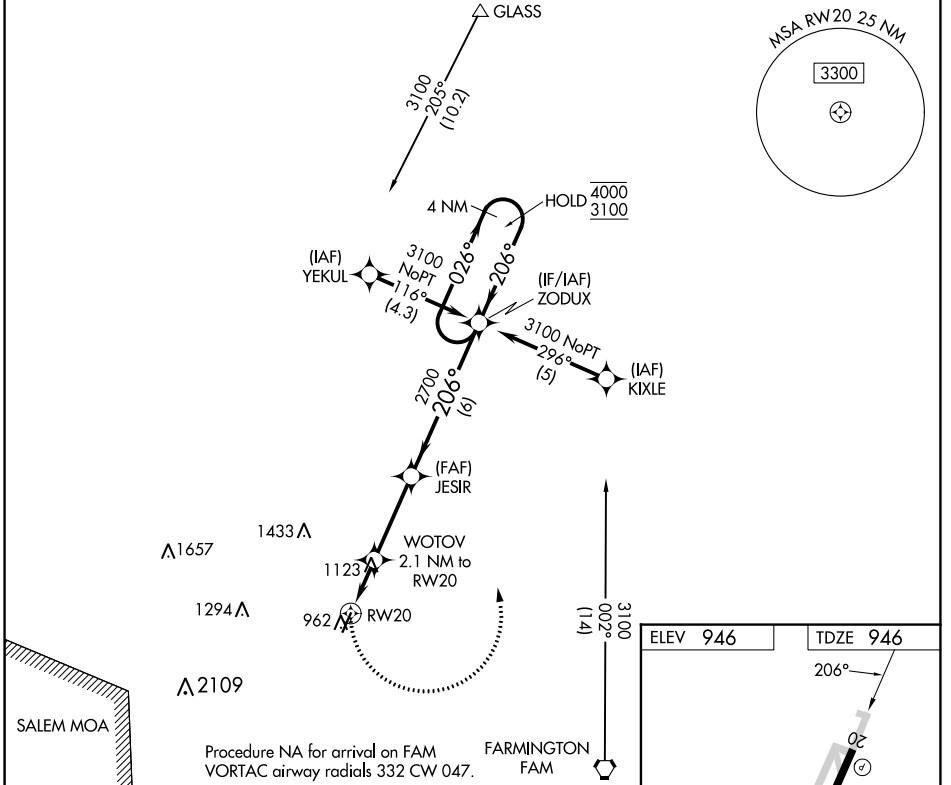 GLASS
MSA RW20 25 NM
3300
3100
205°
(10.2)
4 NM
HOLD
4000
3100
026°
206°
(IAF)
YEKUL
3100
NoPT
116°
(4.3)
(IF/IAF)
ZODUX
3100 NoPT
296°
(5)
(IAF)
KIXLE
2700
206°
(6)
(FAF)
JESIR
1433
1657
WOTOV
2.1 NM to
RW20
1123
1294
962
RW20
3100
002°
(14)
2109
SALEM MOA
Procedure NA for arrival on FAM
VORTAC airway radials 332 CW 047.
FARMINGTON
FAM
ELEV 946
TDZE 946
206°
20
P